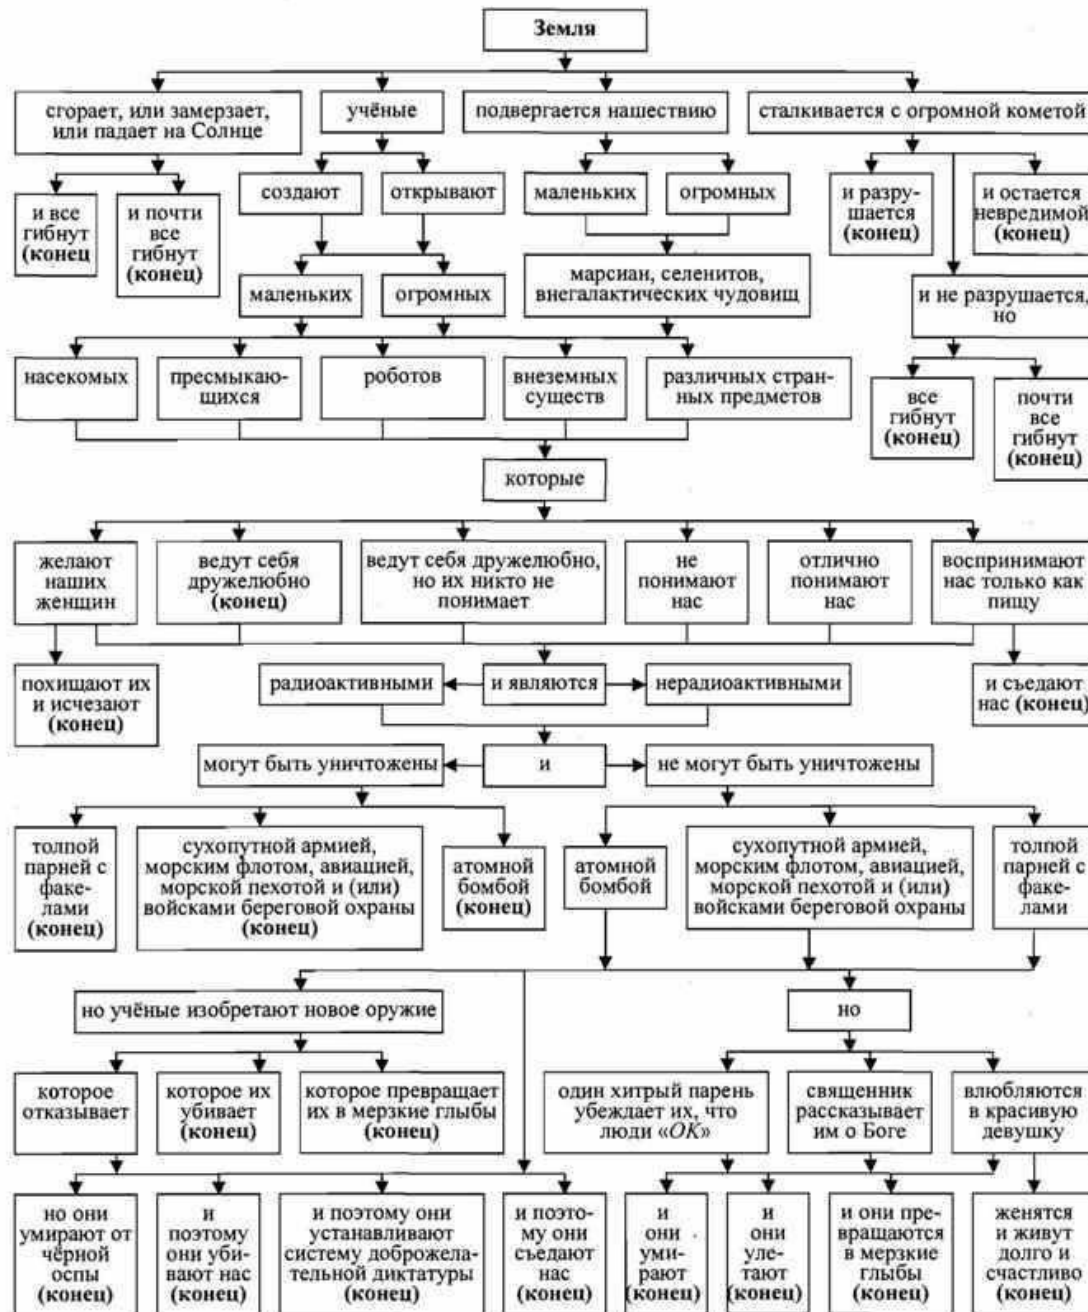 Земля
сгорает, или замерзает,
или падает на Солнце
учёные
подвергается нашествию
сталкивается с огромной кометой
и все
гибнут
(конец
и почти
все
гибнут
(конец)
создают
открывают
маленьких
огромных
и разру-
шается
(конец)
и остается
невредимой
(конец)
маленьких
огромных
марсиан, селенитов,
внегалактических чудовищ
и не разрушается,
но
насекомых
пресмыкаю-
щихся
роботов
внеземных
существ
различных стран-
ных предметов
все
гибнут
(конец)
почти
все
гибнут
(конец)
которые
желают
наших
женщин
ведут себя
дружелюбно
(конец)
ведут себя дружелюбно,
но их никто не
понимает
не
понимают
нас
отлично
понимают
нас
воспринимают
нас только как
пищу
похищают их
и исчезают
(конец)
радиоактивными
и являются
нерадиоактивными
и съедают
нас (конец)
могут быть уничтожены
и
не могут быть уничтожены
толпой
парней с
факе-
лами
(конец)
сухопутной армией,
морским флотом, авиацией,
морской пехотой и (или)
войсками береговой охраны
(конец)
атомной
бомбой
(конец)
атомной
бомбой
сухопутной армией,
морским флотом, авиацией,
морской пехотой и (или)
войсками береговой охраны
толпой
парней с
факе-
лами
но учёные изобретают новое оружие
но
которое
отказывает
которое их
убивает
(конец)
которое превращает
их в мерзкие глыбы
(конец)
один хитрый парень
убеждает их, что
люди «OK»
священник
рассказывает
им о Боге
влюбляются
в красивую
девушку
но они
умирают от
чёрной
оспы
(конец)
и
поэтому
они уби-
вают нас
(конец)
и поэтому они
устанавливают
систему доброжела-
тельной диктатуры
(конец)
и поэто-
му они
съедают
нас
(конец)
и
они
уми-
рают
(конец)
и
они
уле-
тают
(конец)
и они пре-
вращаются
в мерзкие
глыбы
(конец)
женятся
и живут
долго и
счастливо
(конец)